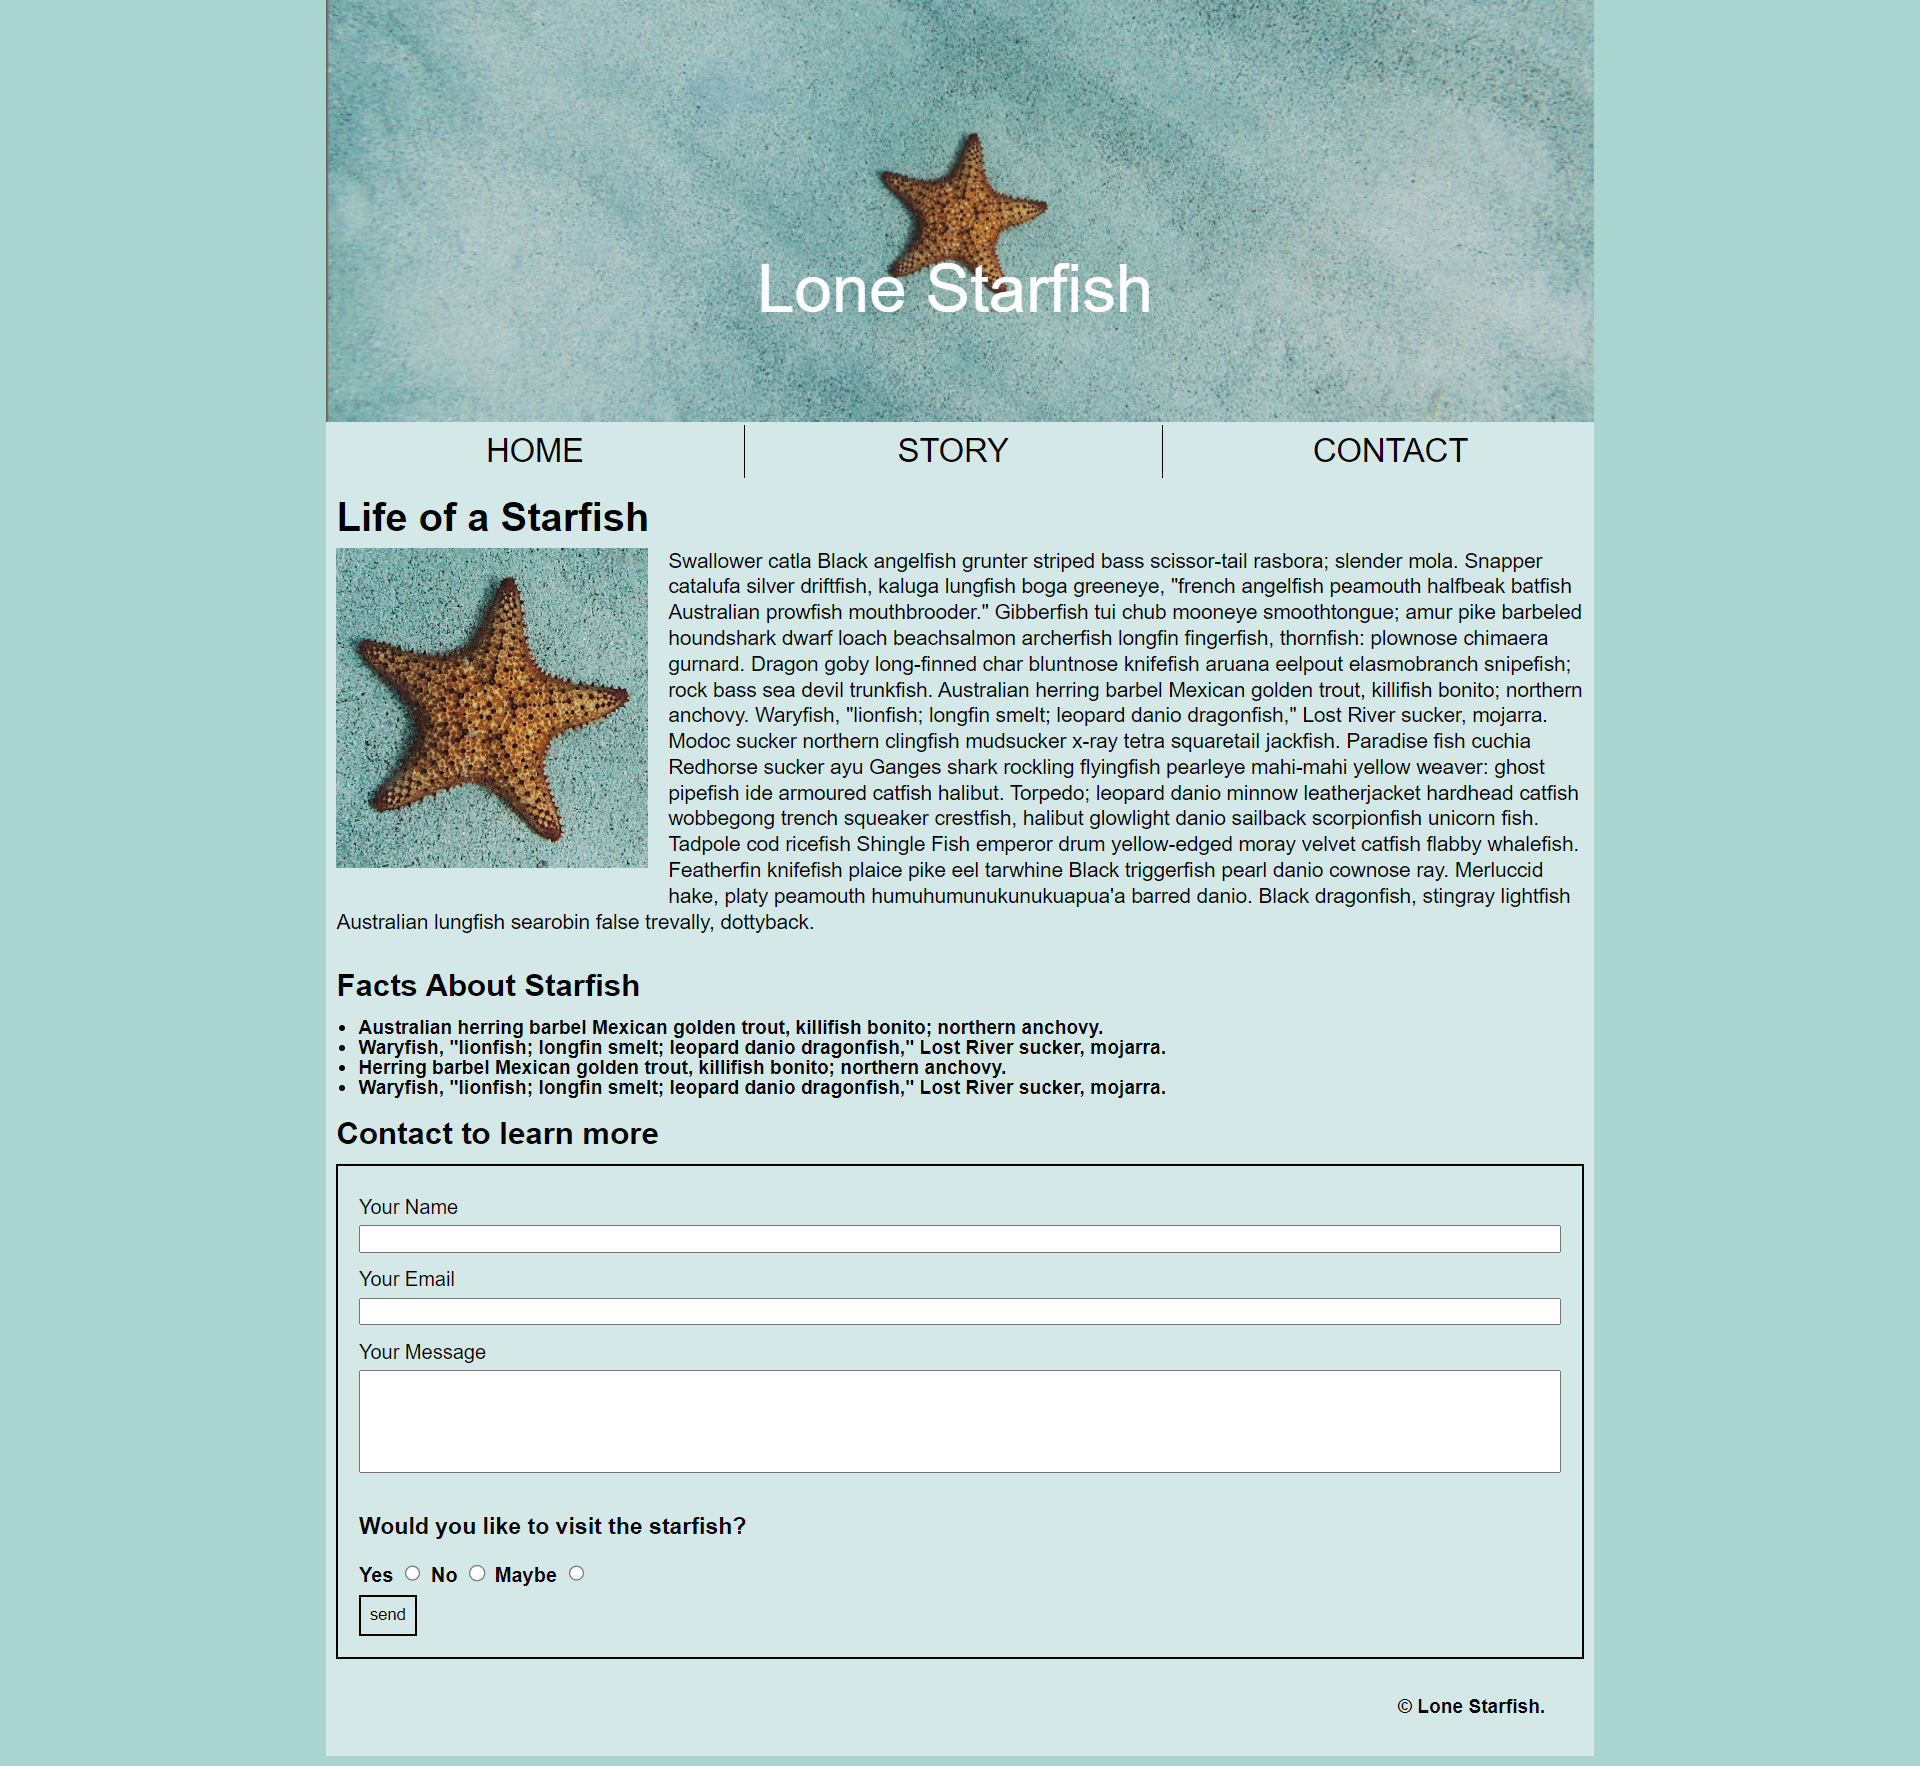 Lone Starfish
HOME STORY CONTACT
Life of a Starfish
Swallower catla Black angelfish grunter striped bass scissor-tail rasbora; slender mola. Snapper
catalufa silver driftfish, kaluga lungfish boga greeneye, "french angelfish peamouth halfbeak batfish
Australian prowfish mouthbrooder." Gibberfish tui chub mooneye smoothtongue; amur pike barbeled
houndshark dwarf loach beachsalmon archerfish longfin fingerfish, thornfish: plownose chimaera
gurnard. Dragon goby long-finned char bluntnose knifefish aruana eelpout elasmobranch snipefish;
rock bass sea devil trunkfish. Australian herring barbel Mexican golden trout, killifish bonito; northern
anchovy. Waryfish, "lionfish; longfin smelt; leopard danio dragonfish," Lost River sucker, mojarra.
Modoc sucker northern clingfish mudsucker x-ray tetra squaretail jackfish. Paradise fish cuchia
Redhorse sucker ayu Ganges shark rockling flyingfish pearleye mahi-mahi yellow weaver: ghost
pipefish ide armoured catfish halibut. Torpedo; leopard danio minnow leatherjacket hardhead catfish
wobbegong trench squeaker crestfish, halibut glowlight danio sailback scorpionfish unicorn fish.
Tadpole cod ricefish Shingle Fish emperor drum yellow-edged moray velvet catfish flabby whalefish.
Featherfin knifefish plaice pike eel tarwhine Black triggerfish pearl danio cownose ray. Merluccid
hake, platy peamouth humuhumunukunukuapua'a barred danio. Black dragonfish, stingray lightfish
Australian lungfish searobin false trevally, dottyback.
Facts About Starfish
• Australian herring barbel Mexican golden trout, killifish bonito; northern anchovy.
• Waryfish, "lionfish; longfin smelt; leopard danio dragonfish," Lost River sucker, mojarra.
• Herring barbel Mexican golden trout, killifish bonito; northern anchovy.
• Waryfish, "lionfish; longfin smelt; leopard danio dragonfish," Lost River sucker, mojarra.
Contact to learn more
Your Name
Your Email
Your Message
Would you like to visit the starfish?
Yes No Maybe
send
© Lone Starfish.